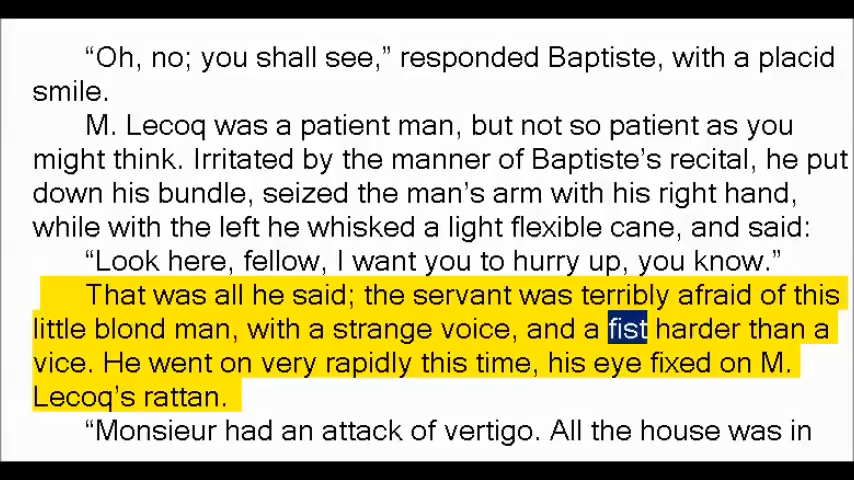 “Oh, no; you shall see,” responded Baptiste, with a placid
smile.
M. Lecoq was a patient man, but not so patient as you
might think. Irritated by the manner of Baptiste’s recital, he put
down his bundle, seized the man’s arm with his right hand,
while with the left he whisked a light flexible cane, and said:
“Look here, fellow, I want you to hurry up, you know.”
That was all he said; the servant was terribly afraid of this
little blond man, with a strange voice, and a fist harder than a
vice. He went on very rapidly this time, his eye fixed on M.
Lecoq’s rattan.
“Monsieur had an attack of vertigo. All the house was in